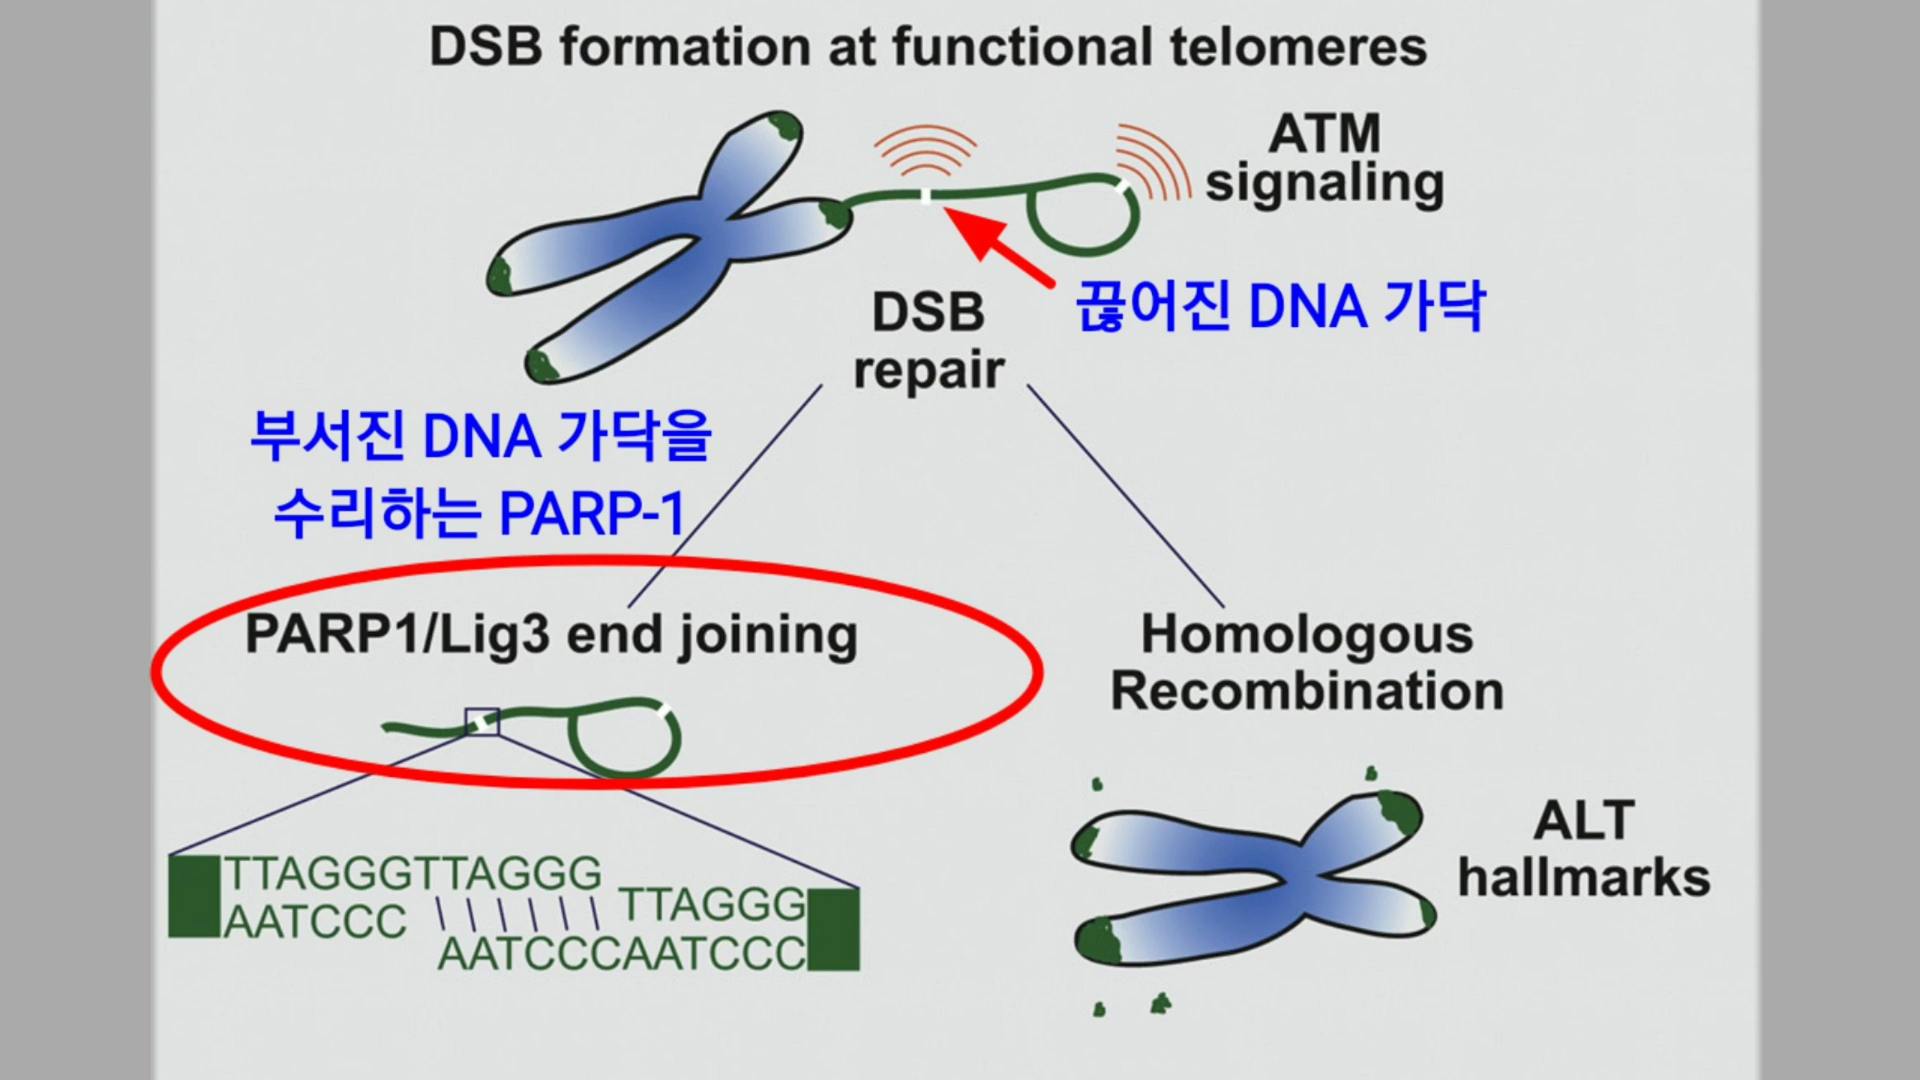 DSB formation at functional telomeres
ATM
signaling
끊어진 DNA 가닥
DSB
repair
부서진 DNA 가닥을
수리하는 PARP-1
PARP1/Lig3 end joining
Homologous
Recombination
TTAGGGTTAGGG
AATCCC
TTAGGG
AATCCCAATCCC
ALT
hallmarks